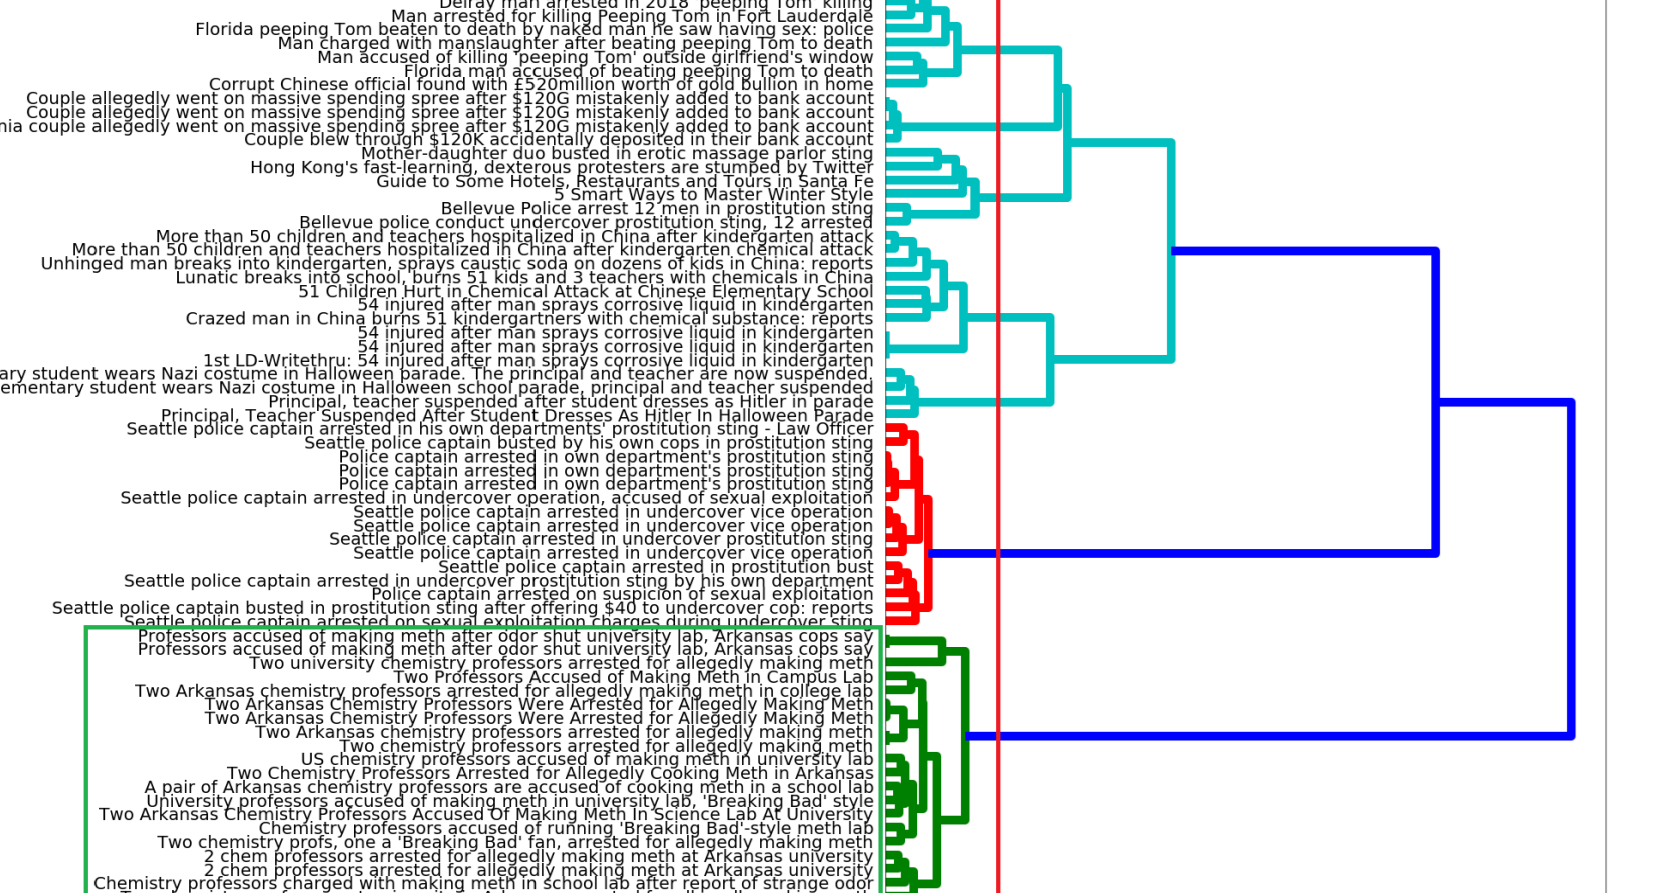 Delray man arrested in 2018 'peeping Tom' killing
Man arrested for killing Peeping Tom in Fort Lauderdale
Florida peeping Tom beaten to death by naked man he saw having sex: police
Man charged with manslaughter after beating peeping Tom to death
Man accused of killing 'peeping Tom' outside girlfriend's window
Florida man accused of beating peeping Tom to death
Corrupt Chinese official found with £520million worth of gold bullion in home
Couple allegedly went on massive spending spree after $120G mistakenly added to bank account
Couple allegedly went on massive spending spree after $120G mistakenly added to bank account
nia couple allegedly went on massive spending spree after $120G mistakenly added to bank account
Couple blew through $120K accidentally deposited in their bank account
Mother-daughter duo busted in erotic massage parlor sting
Hong Kong's fast-learning, dexterous protesters are stumped by Twitter
Guide to Some Hotels, Restaurants and Tours in Santa Fe
5 Smart Ways to Master Winter Style
Bellevue Police arrest 12 men in prostitution sting
Bellevue police conduct undercover prostitution sting, 12 arrested
More than 50 children and teachers hospitalized in China after kindergarten attack
More than 50 children and teachers hospitalized in China after kindergarten chemical attack
Unhinged man breaks into kindergarten, sprays caustic soda on dozens of kids in China: reports
Lunatic breaks into school, burns 51 kids and 3 teachers with chemicals in China
51 Children Hurt in Chemical Attack at Chinese Elementary School
54 injured after man sprays corrosive liquid in kindergarten
Crazed man in China burns 51 kindergartners with chemical substance: reports
54 injured after man sprays corrosive liquid in kindergarten
54 injured after man sprays corrosive liquid in kindergarten
1st LD-Writethru: 54 injured after man sprays corrosive liquid in kindergarten
ary student wears Nazi costume in Halloween parade. The principal and teacher are now suspended.
ementary student wears Nazi costume in Halloween school parade, principal and teacher suspended
Principal, teacher suspended after student dresses as Hitler in parade
Principal, Teacher Suspended After Student Dresses As Hitler In Halloween Parade
Seattle police captain arrested in his own departments' prostitution sting - Law Officer
Seattle police captain busted by his own cops in prostitution sting
Police captain arrested in own department's prostitution sting
Police captain arrested in own department's prostitution sting
Police captain arrested in own department's prostitution sting
Seattle police captain arrested in undercover operation, accused of sexual exploitation
Seattle police captain arrested in undercover vice operation
Seattle police captain arrested in undercover vice operation
Seattle police captain arrested in undercover prostitution sting
Seattle police captain arrested in undercover vice operation
Seattle police captain arrested in prostitution bust
Seattle police captain arrested in undercover prostitution sting by his own department
Police captain arrested on suspicion of sexual exploitation
Seattle police captain busted in prostitution sting after offering $40 to undercover cop: reports
Seattle police captain arrested on sexual exploitation charges during undercover sting
Professors accused of making meth after odor shut university lab, Arkansas cops say
Professors accused of making meth after odor shut university lab, Arkansas cops say
Two university chemistry professors arrested for allegedly making meth
Two Professors Accused of Making Meth in Campus Lab
Two Arkansas chemistry professors arrested for allegedly making meth in college lab
Two Arkansas Chemistry Professors Were Arrested for Allegedly Making Meth
Two Arkansas Chemistry Professors Were Arrested for Allegedly Making Meth
Two Arkansas chemistry professors arrested for allegedly making meth
Two chemistry professors arrested for allegedly making meth
US chemistry professors accused of making meth in university lab
Two Chemistry Professors Arrested for Allegedly Cooking Meth in Arkansas
A pair of Arkansas chemistry professors are accused of cooking meth in a school lab
University professors accused of making meth in university lab, 'Breaking Bad' style
Two Arkansas Chemistry Professors Accused Of Making Meth In Science Lab At University
Chemistry professors accused of running 'Breaking Bad'-style meth lab
Two chemistry profs, one a 'Breaking Bad' fan, arrested for allegedly making meth
2 chem professors arrested for allegedly making meth at Arkansas university
2 chem professors arrested for allegedly making meth at Arkansas university
Chemistry professors charged with making meth in school lab after report of strange odor